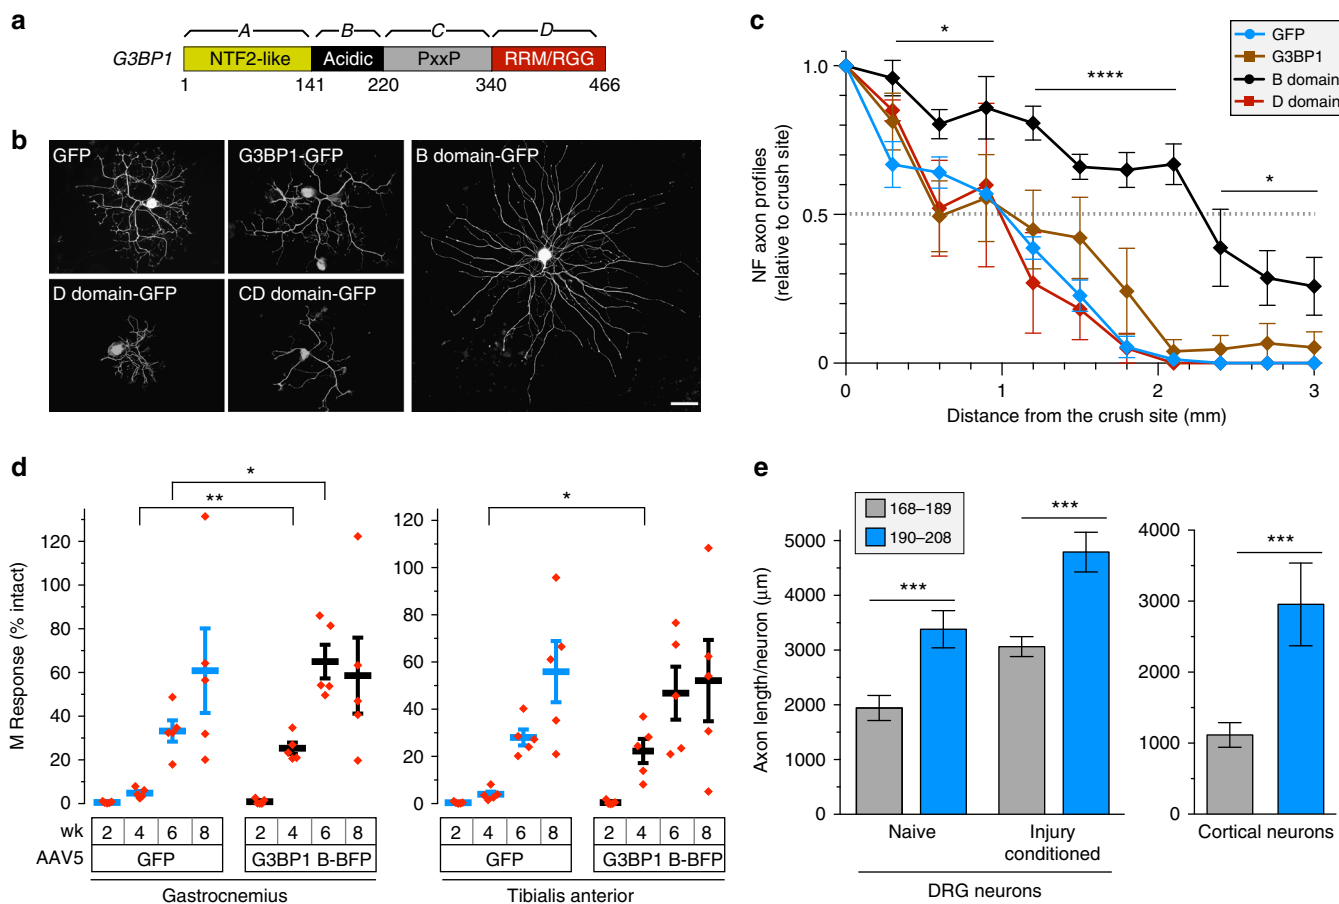 a
A B C D
G3BP1 NTF2-like Acidic PxxP RRM/RGG
1 141 220 340 466
b
GFP G3BP1-GFP B domain-GFP
D domain-GFP CD domain-GFP
c
GFP
G3BP1
B domain
D domain
* **** *
1.0
0.5
0
NF axon profiles
(relative to crush site)
0 1 2 3
Distance from the crush site (mm)
d
*
**
M Response (% intact)
120
100
80
60
40
20
0
wk 2 4 6 8 2 4 6 8
AAV5 GFP G3BP1 B-BFP
Gastrocnemius
*
120
100
80
60
40
20
0
2 4 6 8 2 4 6 8
GFP G3BP1 B-BFP
Tibialis anterior
e
168–189
190–208
*** ***
Axon length/neuron (μm)
5000
4000
3000
2000
1000
0
Naive Injury
conditioned
DRG neurons
***
4000
3000
2000
1000
0
Cortical neurons